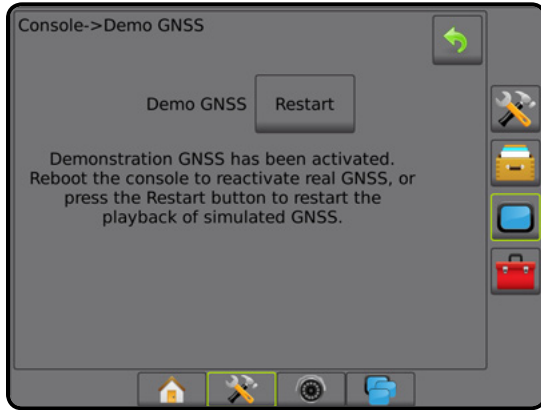 Console->Demo GNSS
Demo GNSS Restart
Demonstration GNSS has been activated.
Reboot the console to reactivate real GNSS, or
press the Restart button to restart the
playback of simulated GNSS.